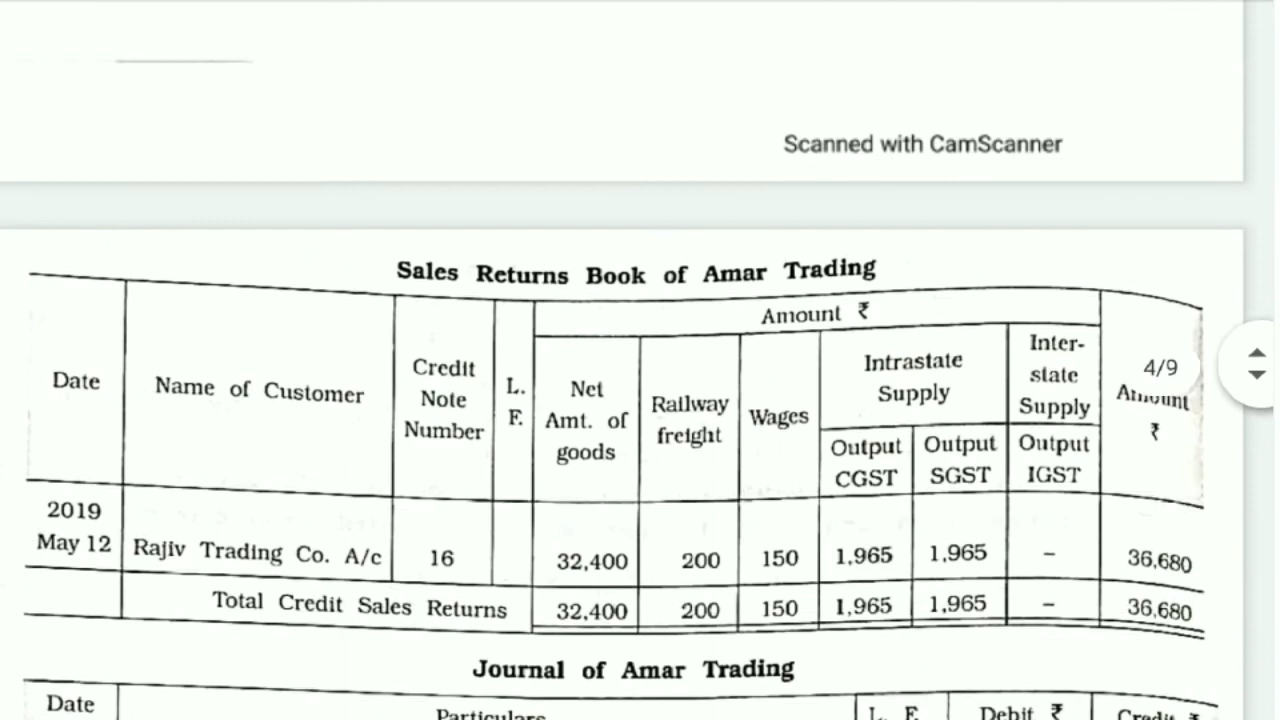 Scanned with CamScanner
Sales Returns Book of Amar Trading
Date
Name of Customer
Credit Note Number
L. F.
Amount ₹
Net Amt. of goods
Railway freight
Wages
Intrastate Supply
Output CGST
Output SGST
Inter-state Supply
Output IGST
4/9
Amount ₹
2019
May 12 Rajiv Trading Co. A/c 16 32,400 200 150 1,965 1,965 – 36,680
Total Credit Sales Returns 32,400 200 150 1,965 1,965 – 36,680
Journal of Amar Trading
Date Particulars L. F. Debit ₹ Credit ₹